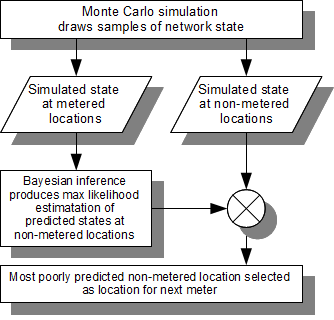 Monte Carlo simulation
draws samples of network state
Simulated state
at metered
locations
Simulated state
at non-metered
locations
Bayesian inference
produces max likelihood
estimatation of
predicted states at
non-metered locations
Most poorly predicted non-metered location selected
as location for next meter